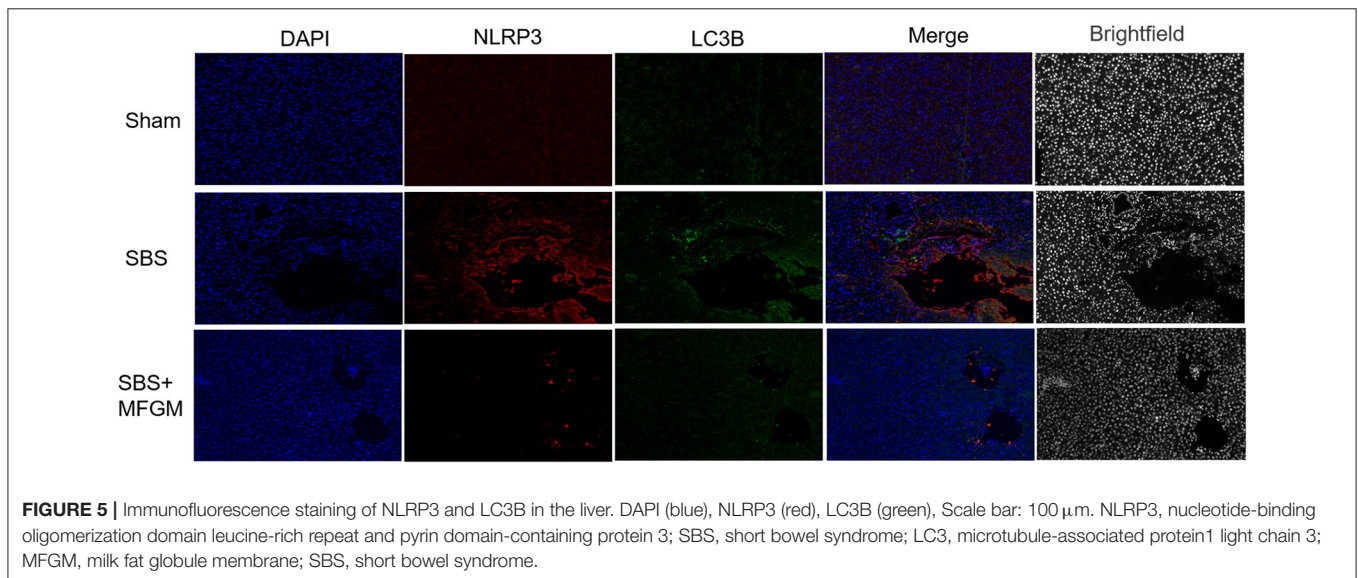 DAPI NLRP3 LC3B Merge Brightfield
Sham
SBS
SBS+
MFGM
FIGURE 5 | Immunofluorescence staining of NLRP3 and LC3B in the liver. DAPI (blue), NLRP3 (red), LC3B (green), Scale bar: 100 μm. NLRP3, nucleotide-binding
oligomerization domain leucine-rich repeat and pyrin domain-containing protein 3; SBS, short bowel syndrome; LC3, microtubule-associated protein1 light chain 3;
MFGM, milk fat globule membrane; SBS, short bowel syndrome.